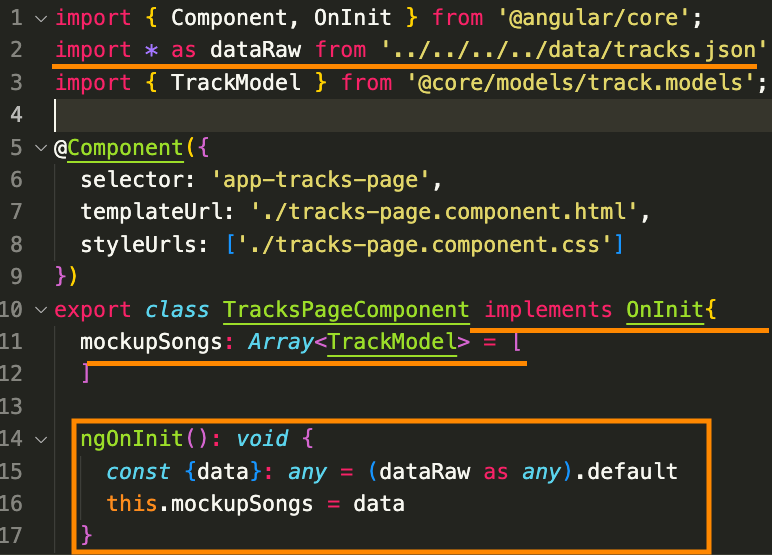 1 import { Component, OnInit } from '@angular/core';
2 import * as dataRaw from '../../../../data/tracks.json'
3 import { TrackModel } from '@core/models/track.models';
4
5 @Component({
6   selector: 'app-tracks-page',
7   templateUrl: './tracks-page.component.html',
8   styleUrls: ['./tracks-page.component.css']
9 })
10 export class TracksPageComponent implements OnInit{
11   mockupSongs: Array<TrackModel> = [
12   ]
13
14   ngOnInit(): void {
15     const {data}: any = (dataRaw as any).default
16     this.mockupSongs = data
17   }